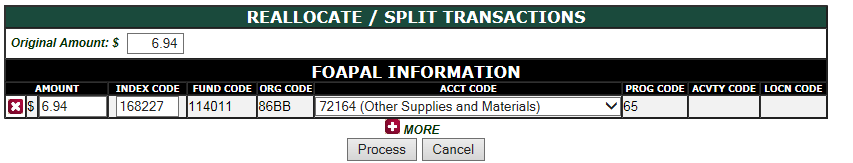 REALLOCATE / SPLIT TRANSACTIONS
Original Amount: $ 6.94
FOAPAL INFORMATION
AMOUNT INDEX CODE FUND CODE ORG CODE ACCT CODE PROG CODE ACVTY CODE LOCN CODE
$ 6.94 168227 114011 86BB 72164 (Other Supplies and Materials) 65
MORE
Process Cancel